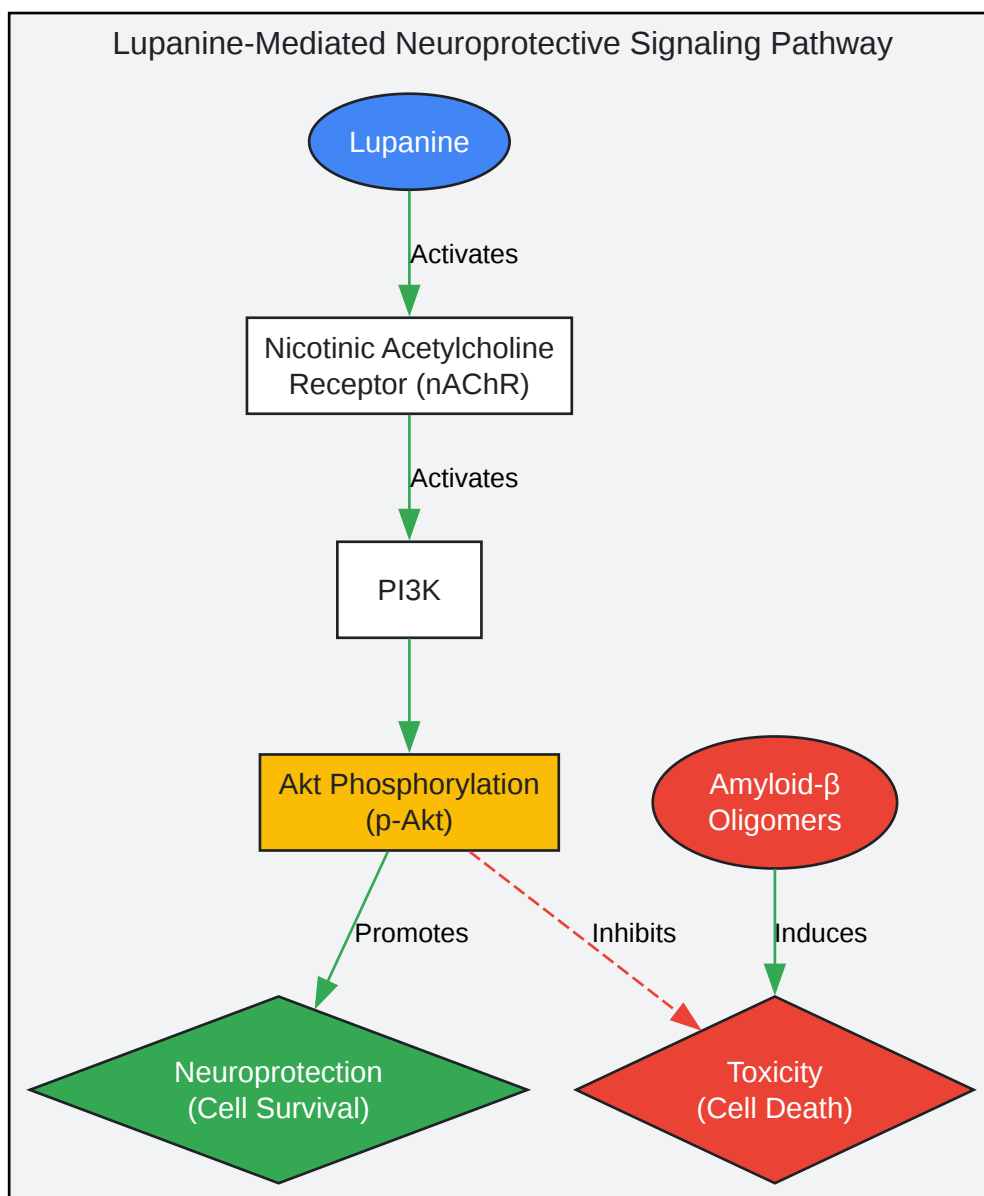 Lupanine-Mediated Neuroprotective Signaling Pathway
Lupanine
Activates
Nicotinic Acetylcholine
Receptor (nAChR)
Activates
PI3K
Akt Phosphorylation
(p-Akt)
Amyloid-β
Oligomers
Promotes
Inhibits
Induces
Neuroprotection
(Cell Survival)
Toxicity
(Cell Death)